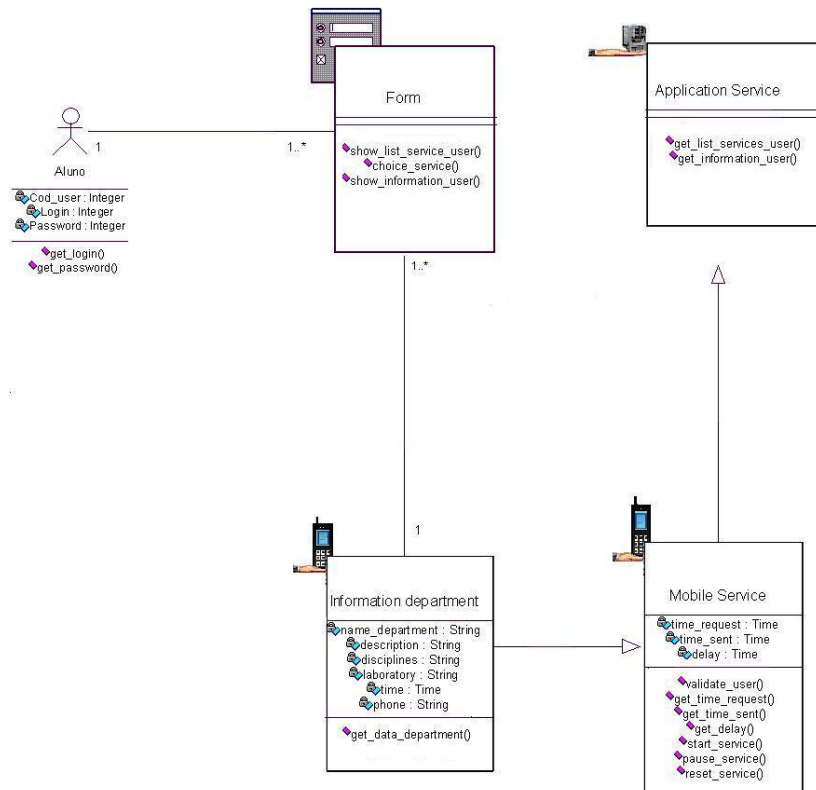 Form
show_list_service_user()
choice_service()
show_information_user()
1..*
1
1..*
Aluno
Cod_user : Integer
Login : Integer
Password : Integer
get_login()
get_password()
Application Service
get_list_services_user()
get_information_user()
1
Information department
name_department : String
description : String
disciplines : String
laboratory : String
time : Time
phone : String
get_data_department()
Mobile Service
time_request : Time
time_sent : Time
delay : Time
validate_user()
get_time_request()
get_time_sent()
get_delay()
start_service()
pause_service()
reset_service()